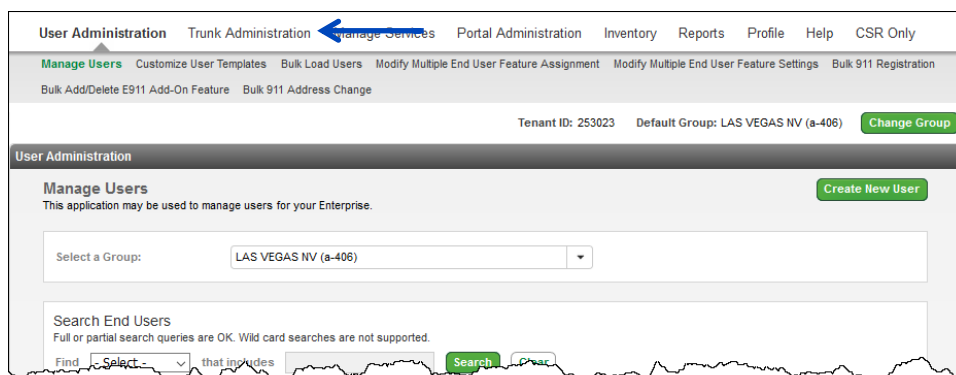 User Administration Trunk Administration Manage Services Portal Administration Inventory Reports Profile Help CSR Only
Manage Users Customize User Templates Bulk Load Users Modify Multiple End User Feature Assignment Modify Multiple End User Feature Settings Bulk 911 Registration
Bulk Add/Delete E911 Add-On Feature Bulk 911 Address Change
Tenant ID: 253023 Default Group: LAS VEGAS NV (a-406) Change Group
User Administration
Manage Users Create New User
This application may be used to manage users for your Enterprise.
Select a Group: LAS VEGAS NV (a-406)
Search End Users
Full or partial search queries are OK. Wild card searches are not supported.
Find - Select - that includes Search Clear